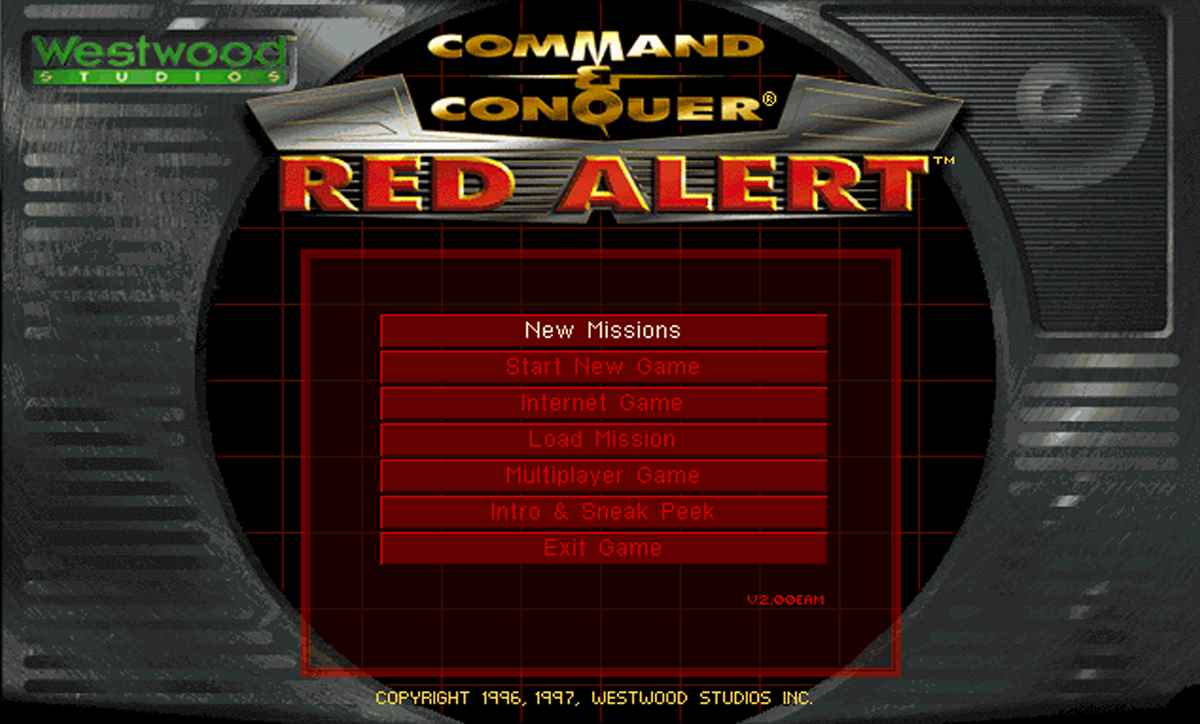 Westwood
STUDIOS
COMMAND
&
CONQUER®
RED ALERT™
New Missions
Start New Game
Internet Game
Load Mission
Multiplayer Game
Intro & Sneak Peek
Exit Game
V2.00EAM
COPYRIGHT 1996, 1997, WESTWOOD STUDIOS INC.